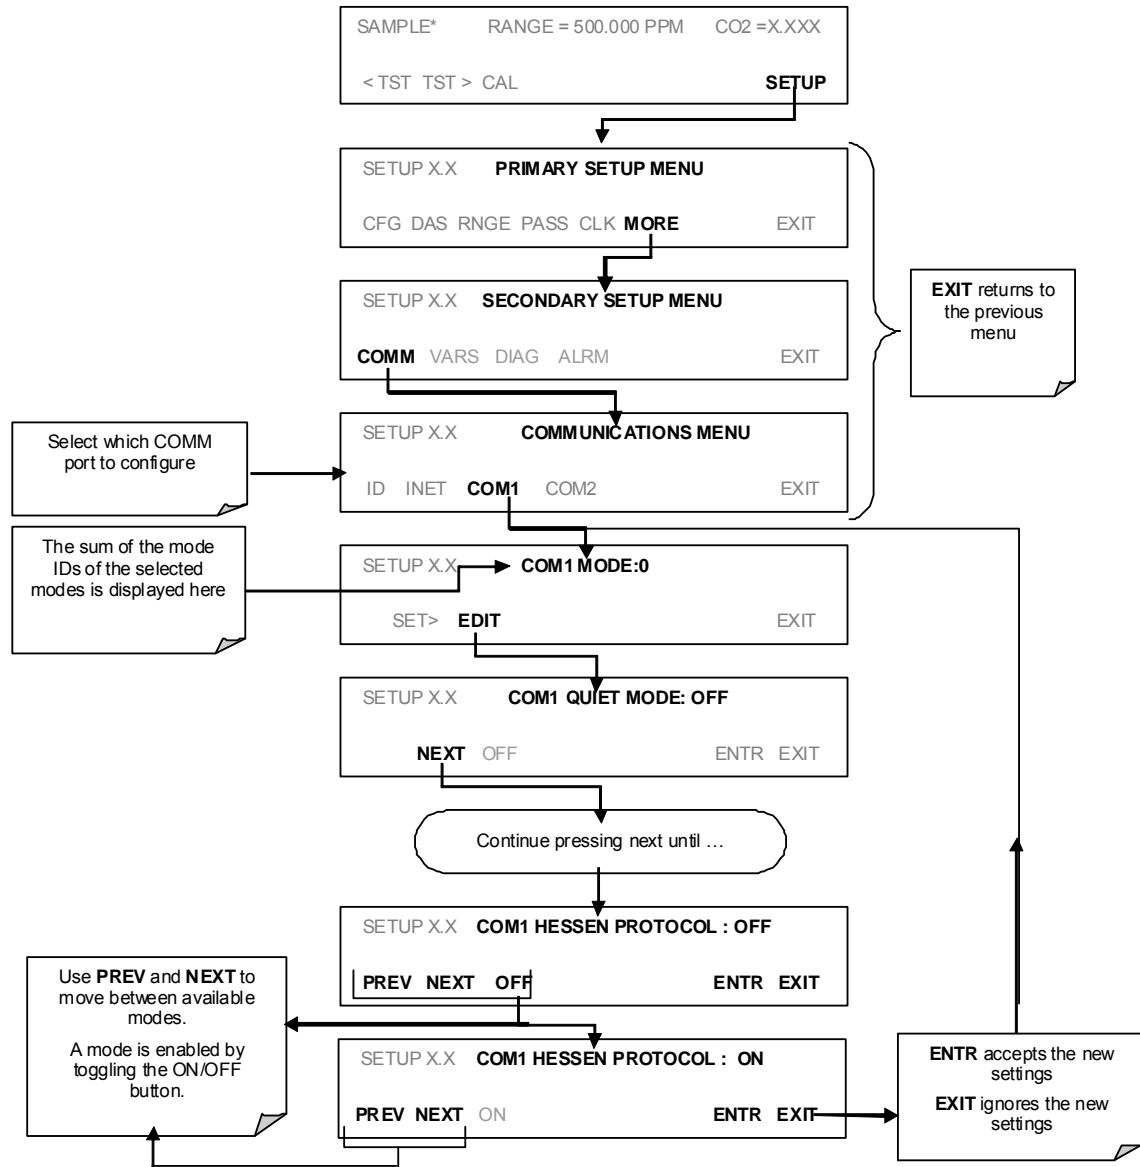 SAMPLE* RANGE = 500.000 PPM CO2 =X.XXX
< TST TST > CAL SETUP
SETUP X.X PRIMARY SETUP MENU
CFG DAS RNGE PASS CLK MORE EXIT
SETUP X.X SECONDARY SETUP MENU
COMM VARS DIAG ALRM EXIT
EXIT returns to
the previous
menu
SETUP X.X COMMUNICATIONS MENU
ID INET COM1 COM2 EXIT
Select which COMM
port to configure
The sum of the mode
IDs of the selected
modes is displayed here
SETUP X.X COM1 MODE:0
SET> EDIT EXIT
SETUP X.X COM1 QUIET MODE: OFF
NEXT OFF ENTR EXIT
Continue pressing next until …
SETUP X.X COM1 HESSEN PROTOCOL : OFF
PREV NEXT OFF ENTR EXIT
Use PREV and NEXT to
move between available
modes.
A mode is enabled by
toggling the ON/OFF
button.
SETUP X.X COM1 HESSEN PROTOCOL : ON
PREV NEXT ON ENTR EXIT
ENTR accepts the new
settings
EXIT ignores the new
settings